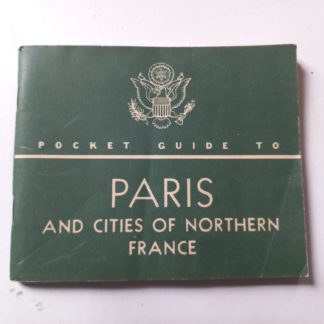 POCKET GUIDE TO
PARIS
AND CITIES OF NORTHERN
FRANCE